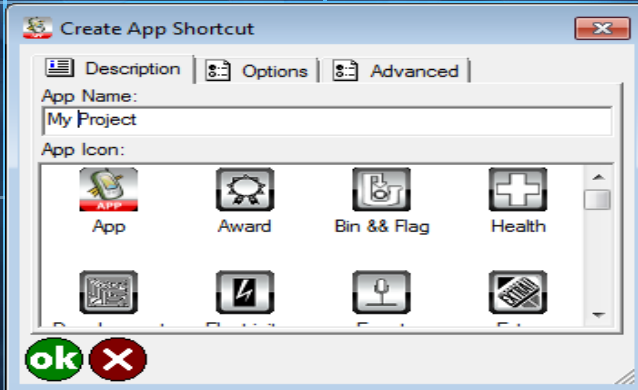 Create App Shortcut
Description Options Advanced
App Name:
My Project
App Icon:
APP
App Award Bin && Flag Health
EXTRA!
ok